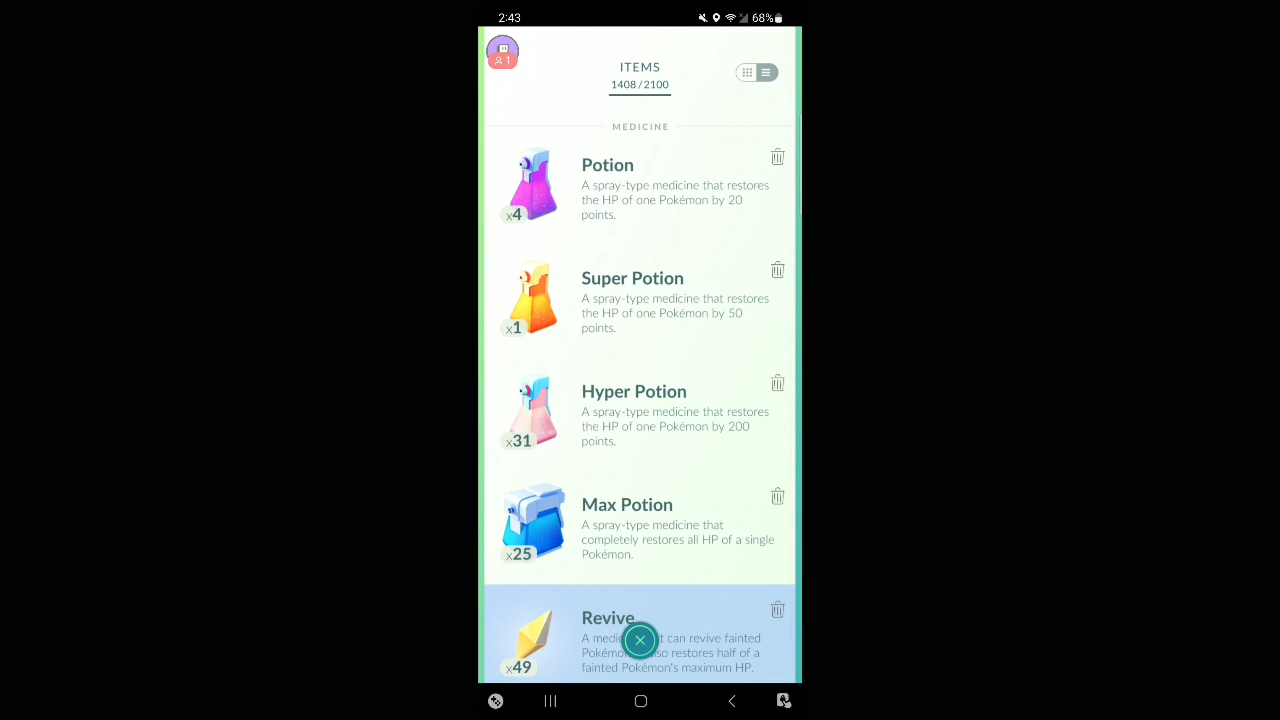 2:43
68%
1
ITEMS
1408/2100
MEDICINE
Potion
A spray-type medicine that restores
the HP of one Pokémon by 20
points.
x4
Super Potion
A spray-type medicine that restores
the HP of one Pokémon by 50
points.
x1
Hyper Potion
A spray-type medicine that restores
the HP of one Pokémon by 200
points.
x31
Max Potion
A spray-type medicine that
completely restores all HP of a single
Pokémon.
x25
Revive
can revive fainted
restores half of a
fainted Pokémon's maximum HP.
x49